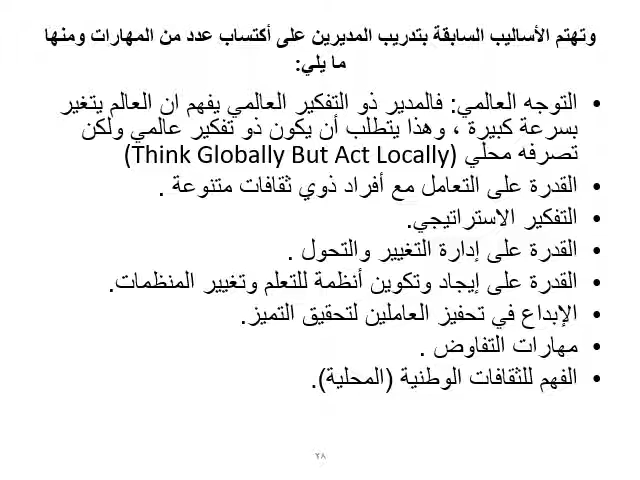 وتهتم الأساليب السابقة بتدريب المديرين على أكتساب عدد من المهارات ومنها
ما يلي:
• التوجه العالمي: فالمدير ذو التفكير العالمي يفهم ان العالم يتغير
بسرعة كبيرة ، وهذا يتطلب أن يكون ذو تفكير عالمي ولكن
تصرفه محلي (Think Globally But Act Locally)
• القدرة على التعامل مع أفراد ذوي ثقافات متنوعة .
• التفكير الاستراتيجي.
• القدرة على إدارة التغيير والتحول .
• القدرة على إيجاد وتكوين أنظمة للتعلم وتغيير المنظمات.
• الإبداع في تحفيز العاملين لتحقيق التميز.
• مهارات التفاوض .
• الفهم للثقافات الوطنية (المحلية).
٢٨